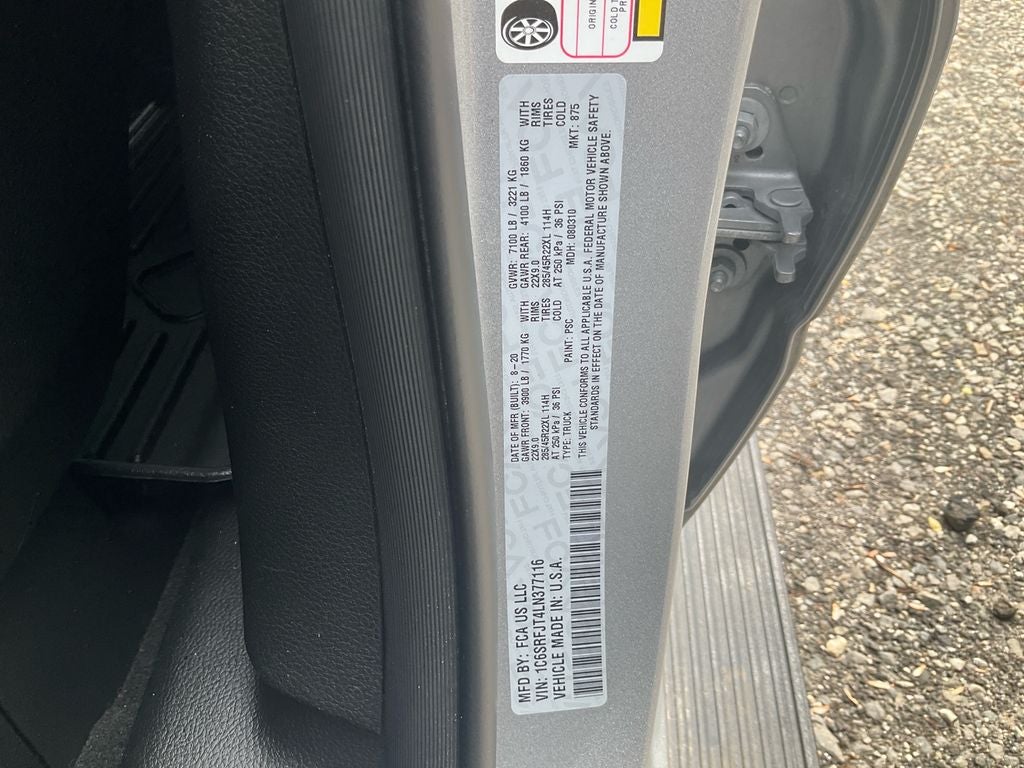 ORIGIN
COLD T
PR
MFD BY: FCA US LLC
DATE OF MFR (BUILT): 8-20
GVWR: 7100 LB / 3221 KG
GAWR FRONT: 3900 LB / 1770 KG WITH
GAWR REAR: 4100 LB / 1860 KG WITH
22X9.0 RIMS
22X9.0 RIMS
285/45R22XL 114H TIRES
285/45R22XL 114H TIRES
AT 250 kPa / 36 PSI COLD
AT 250 kPa / 36 PSI COLD
VIN: 1C6SRFJT4LN377116
TYPE: TRUCK
PAINT: PSC
MDH: 080310
MKT: 875
VEHICLE MADE IN: U.S.A.
THIS VEHICLE CONFORMS TO ALL APPLICABLE U.S.A. FEDERAL MOTOR VEHICLE SAFETY
STANDARDS IN EFFECT ON THE DATE OF MANUFACTURE SHOWN ABOVE.